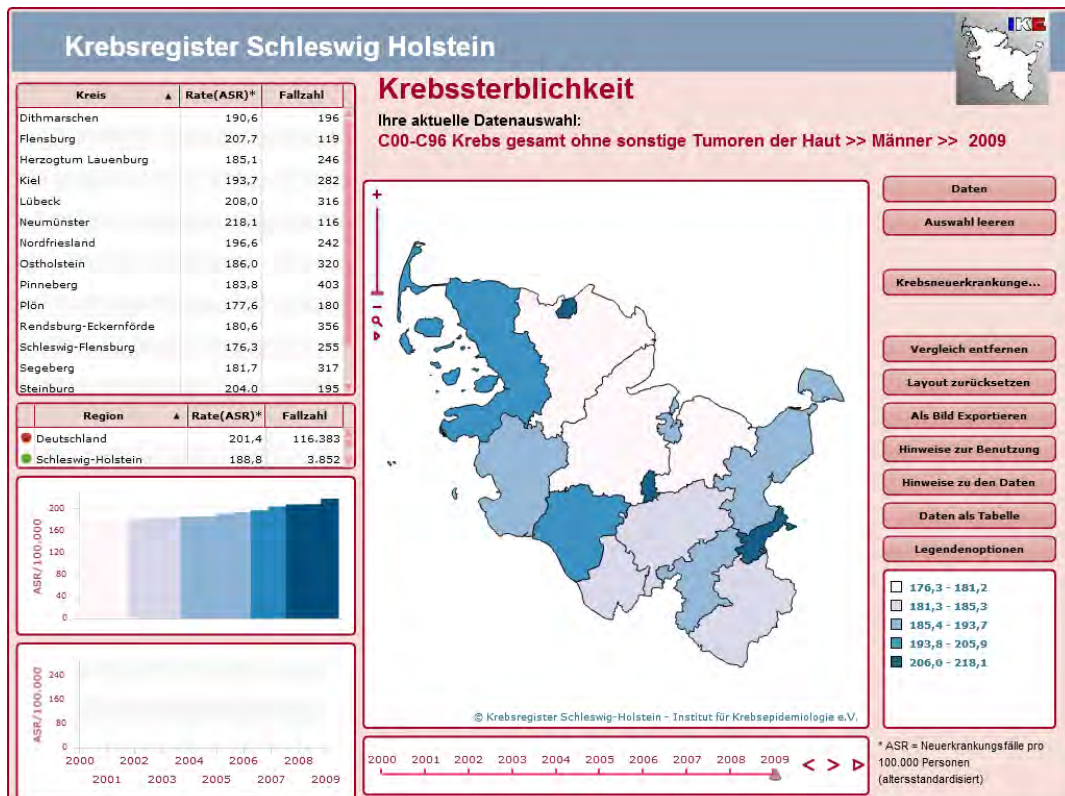 Krebsregister Schleswig Holstein
IKE
Kreis ▲ Rate(ASR)* Fallzahl
Dithmarschen 190,6 196
Flensburg 207,7 119
Herzogtum Lauenburg 185,1 246
Kiel 193,7 282
Lübeck 208,0 316
Neumünster 218,1 116
Nordfriesland 196,6 242
Ostholstein 186,0 320
Pinneberg 183,8 403
Plön 177,6 180
Rendsburg-Eckernförde 180,6 356
Schleswig-Flensburg 176,3 255
Segeberg 181,7 317
Steinburg 204,0 195
Region ▲ Rate(ASR)* Fallzahl
Deutschland 201,4 116.383
Schleswig-Holstein 188,8 3.852
ASR/100.000
200
160
120
80
40
0
ASR/100.000
240
160
80
0
2000 2002 2004 2006 2008
2001 2003 2005 2007 2009
Krebssterblichkeit
Ihre aktuelle Datenauswahl:
C00-C96 Krebs gesamt ohne sonstige Tumoren der Haut >> Männer >> 2009
+
−
© Krebsregister Schleswig-Holstein - Institut für Krebsepidemiologie e.V.
2000 2001 2002 2003 2004 2005 2006 2007 2008 2009 < >
Daten
Auswahl leeren
Krebsneuerkrankunge...
Vergleich entfernen
Layout zurücksetzen
Als Bild Exportieren
Hinweise zur Benutzung
Hinweise zu den Daten
Daten als Tabelle
Legendenoptionen
176,3 - 181,2
181,3 - 185,3
185,4 - 193,7
193,8 - 205,9
206,0 - 218,1
* ASR = Neuerkrankungsfälle pro
100.000 Personen
(altersstandardisiert)